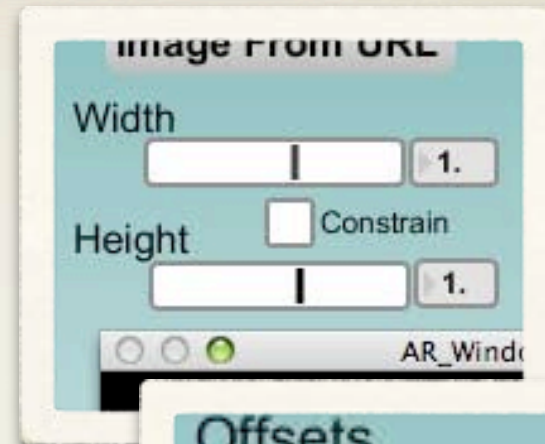 Image From URL
Width
1.
Constrain
Height
1.
AR_Windo
Offsets